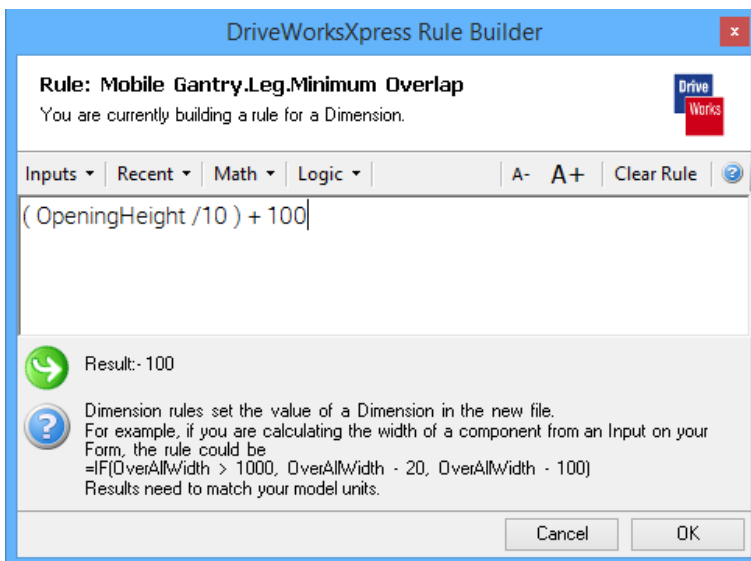 DriveWorksXpress Rule Builder
x
Rule: Mobile Gantry.Leg.Minimum Overlap
You are currently building a rule for a Dimension.
Drive
Works
Inputs Recent Math Logic A- A+ Clear Rule ?
( OpeningHeight /10 ) + 100
Result:- 100
? Dimension rules set the value of a Dimension in the new file.
For example, if you are calculating the width of a component from an Input on your
Form, the rule could be
=IF(OverAllWidth > 1000, OverAllWidth - 20, OverAllWidth - 100)
Results need to match your model units.
Cancel OK